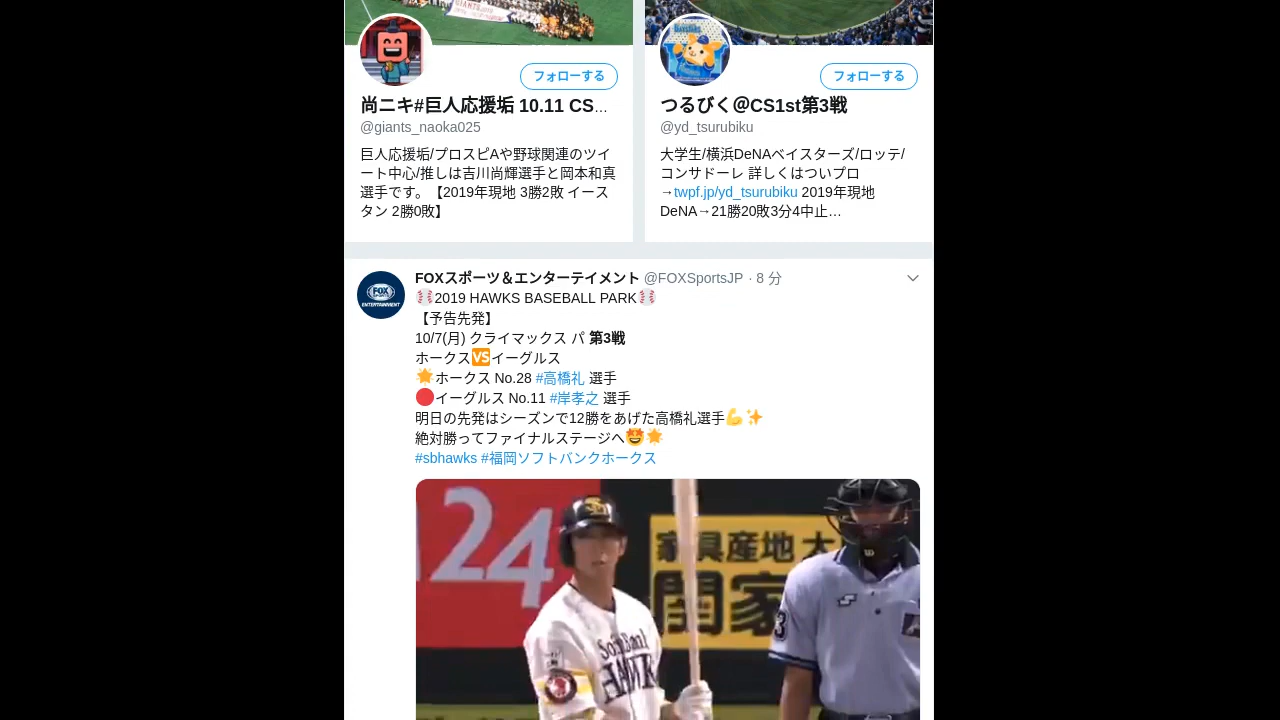 フォローする
尚ニキ#巨人応援垢 10.11 CS...
@giants_naoka025
巨人応援垢/プロスピAや野球関連のツイ
ート中心/推しは吉川尚輝選手と岡本和真
選手です。【2019年現地 3勝2敗 イース
タン 2勝0敗】
フォローする
つるびく@CS1st第3戦
@yd_tsurubiku
大学生/横浜DeNAベイスターズ/ロッテ/
コンサドーレ 詳しくはついプロ
→twpf.jp/yd_tsurubiku 2019年現地
DeNA→21勝20敗3分4中止…
FOX
ENTERTAINMENT
FOXスポーツ＆エンターテイメント @FOXSportsJP · 8 分
⚾2019 HAWKS BASEBALL PARK⚾
【予告先発】
10/7(月) クライマックス パ 第3戦
ホークス🆚イーグルス
🌟ホークス No.28 #高橋礼 選手
🔴イーグルス No.11 #岸孝之 選手
明日の先発はシーズンで12勝をあげた高橋礼選手💪✨
絶対勝ってファイナルステージへ🤩🌟
#sbhawks #福岡ソフトバンクホークス
124
家具産地大
関家
SoftBank
HAWKS
3